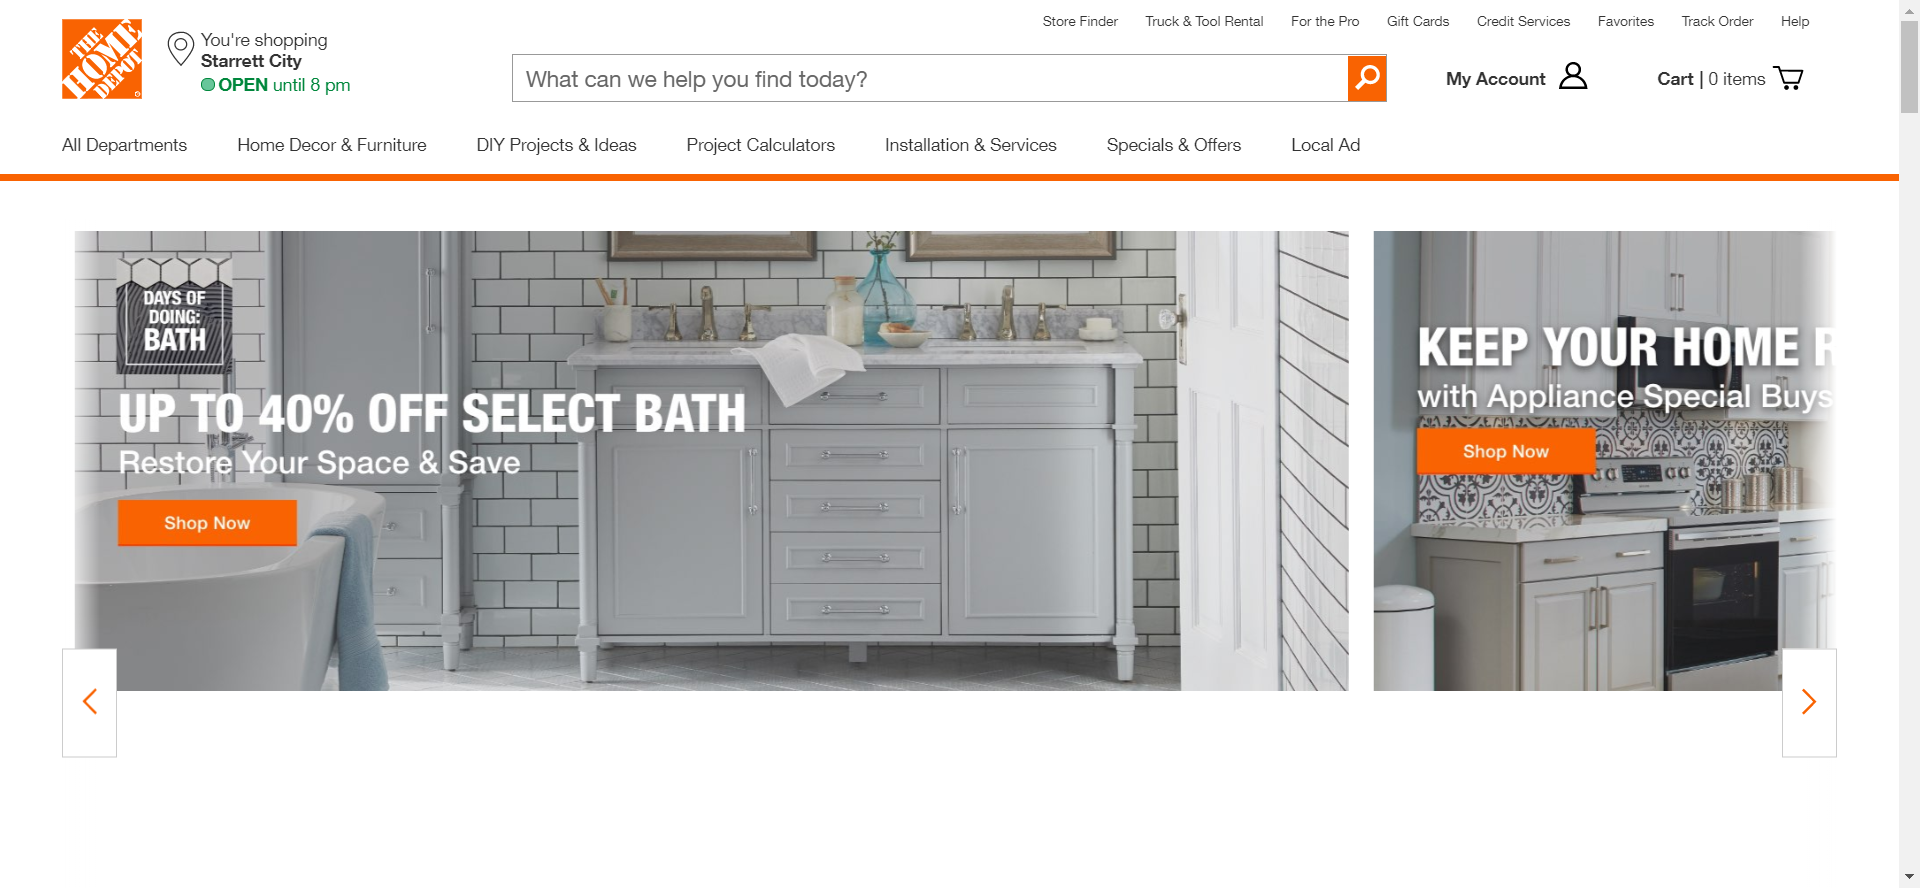 Store Finder
Truck & Tool Rental
For the Pro
Gift Cards
Credit Services
Favorites
Track Order
Help
THE HOME DEPOT
You're shopping
Starrett City
OPEN until 8 pm
What can we help you find today?
My Account
Cart | 0 items
All Departments
Home Decor & Furniture
DIY Projects & Ideas
Project Calculators
Installation & Services
Specials & Offers
Local Ad
DAYS OF
DOING:
BATH
UP TO 40% OFF SELECT BATH
Restore Your Space & Save
Shop Now
KEEP YOUR HOME R
with Appliance Special Buys
Shop Now